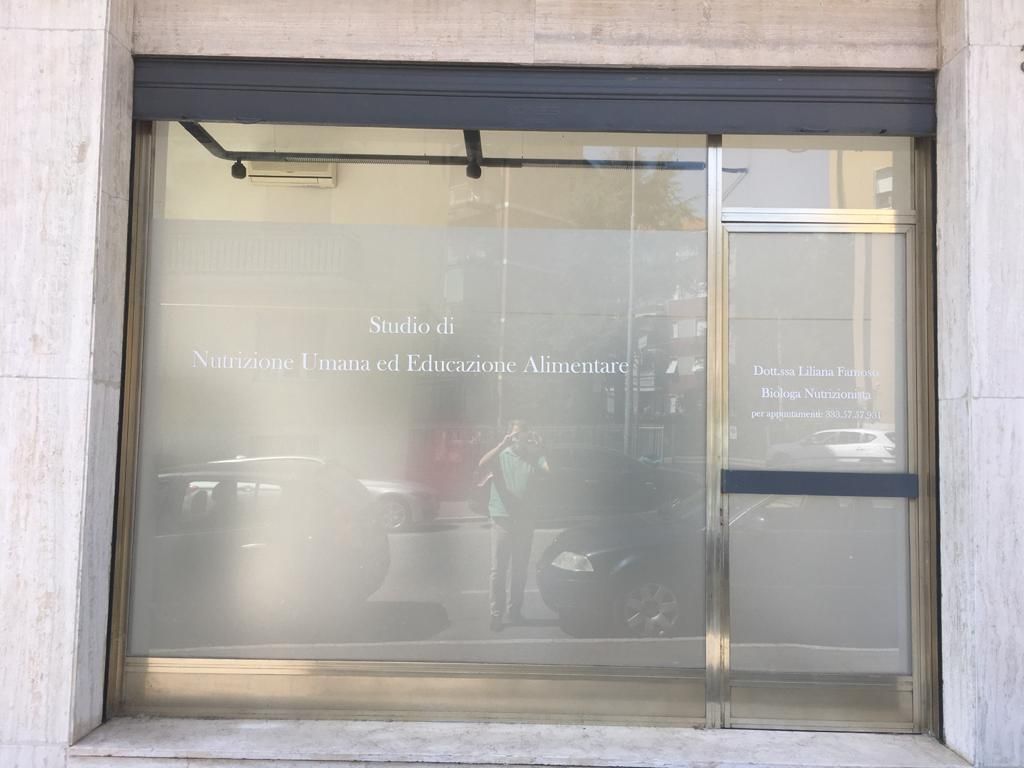 Studio di
Nutrizione Umana ed Educazione Alimentare
Dott.ssa Liliana Famoso
Biologa Nutrizionista
per appuntamenti: 333.57.57.931